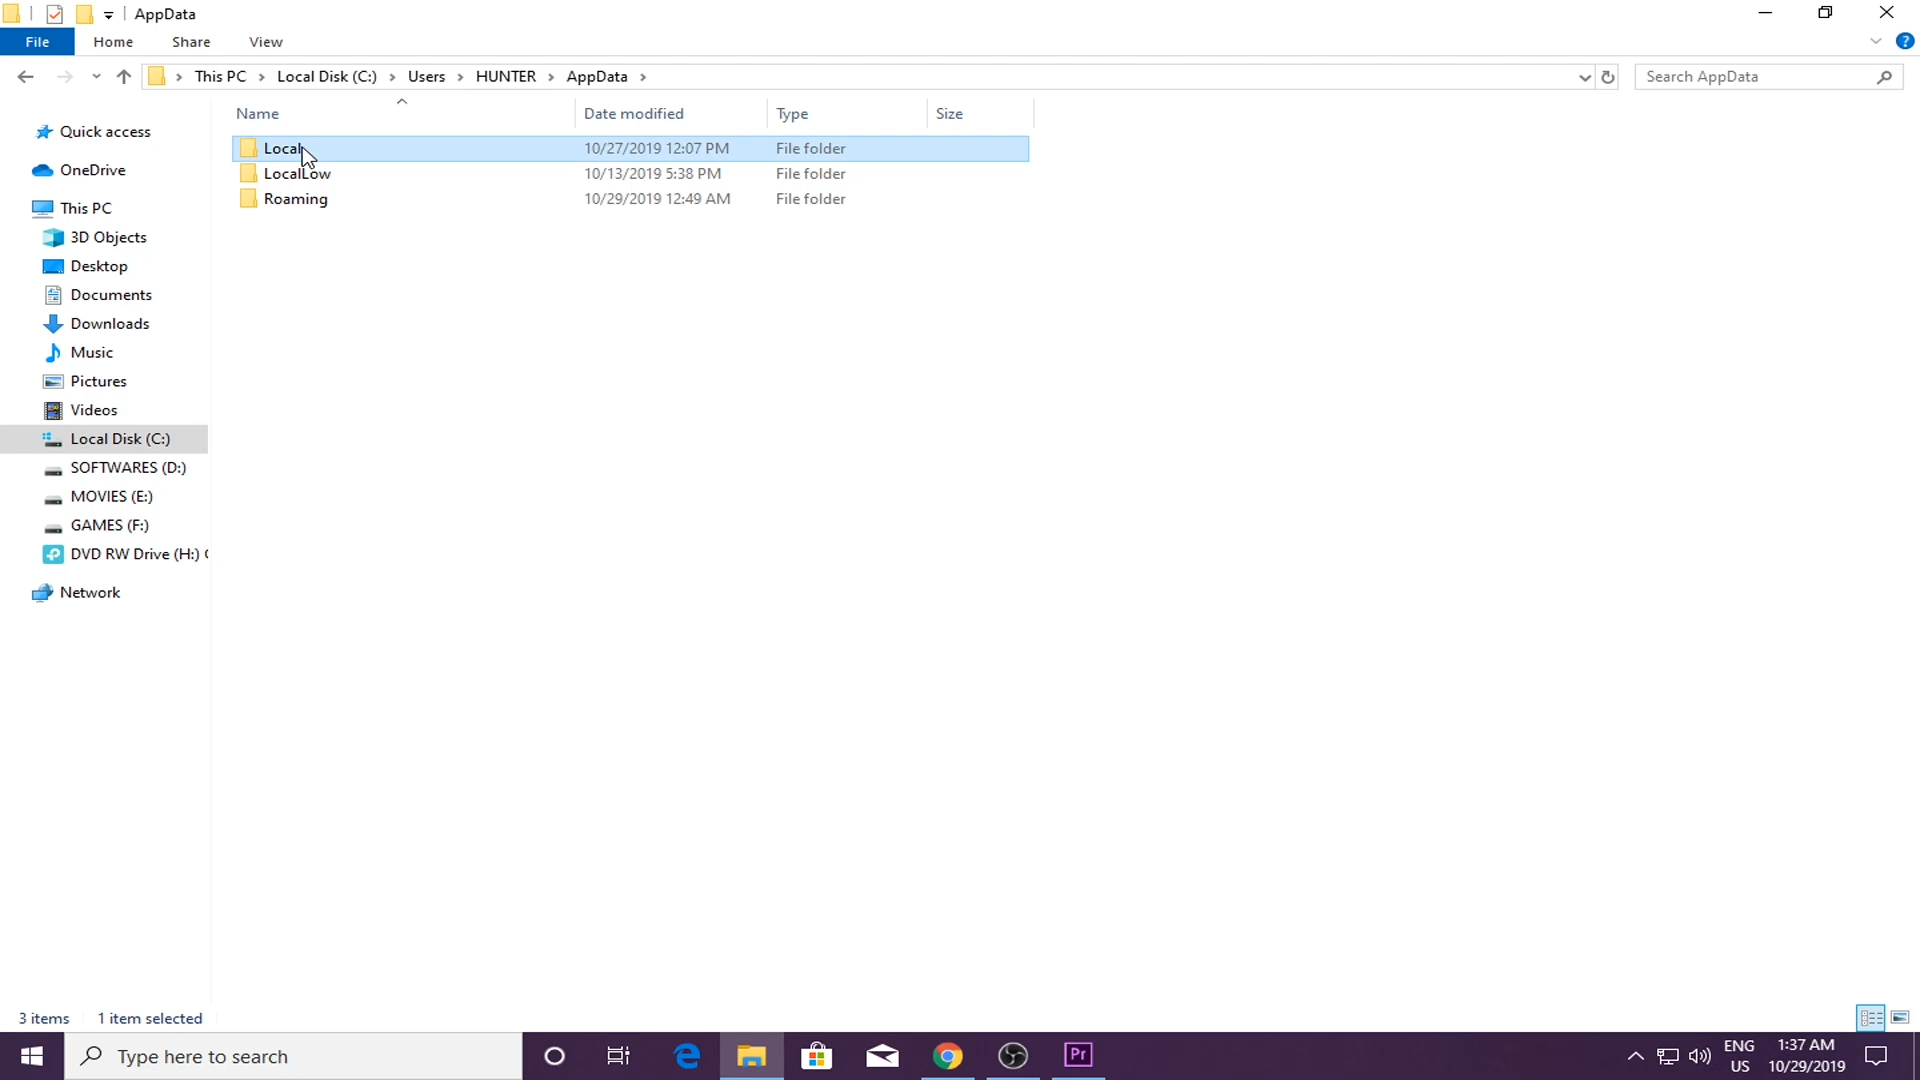 AppData
File Home Share View
This PC Local Disk (C:) Users HUNTER AppData
Search AppData
Name Date modified Type Size
Quick access
OneDrive
This PC
3D Objects
Desktop
Documents
Downloads
Music
Pictures
Videos
Local Disk (C:)
SOFTWARES (D:)
MOVIES (E:)
GAMES (F:)
DVD RW Drive (H:)
Network
Local 10/27/2019 12:07 PM File folder
LocalLow 10/13/2019 5:38 PM File folder
Roaming 10/29/2019 12:49 AM File folder
3 items 1 item selected
Type here to search
Pr
ENG
US
1:37 AM
10/29/2019